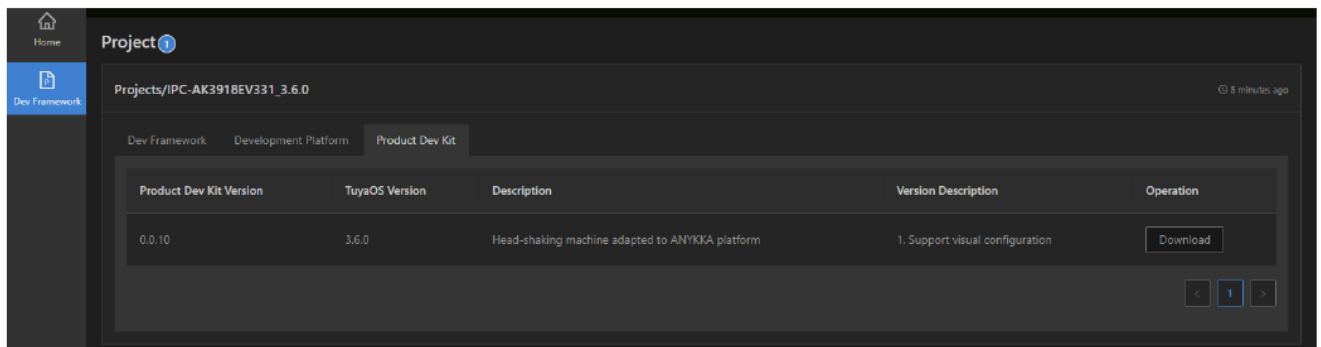 Home
Project 1
Dev Framework
Projects/IPC-AK3918EV331_3.6.0
8 minutes ago
Dev Framework Development Platform Product Dev Kit
Product Dev Kit Version TuyaOS Version Description Version Description Operation
0.0.10 3.6.0 Head-shaking machine adapted to ANYKKA platform 1. Support visual configuration Download
< 1 >